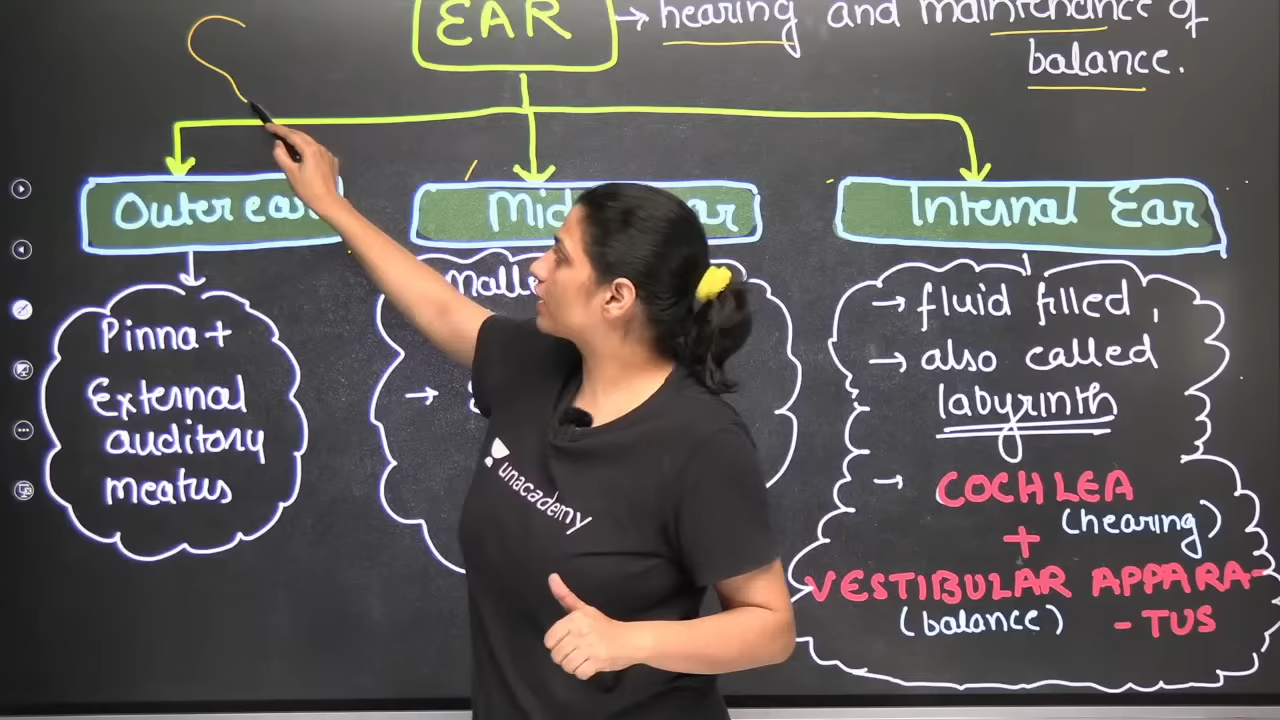 EAR → hearing and maintenance of
balance.
Outer ear
Internal Ear
Pinna +
External
auditory
meatus
→
→ fluid filled,
→ also called
labyrinth
→ COCHLEA
(hearing)
+
VESTIBULAR APPARA-
(balance) -TUS
unacademy